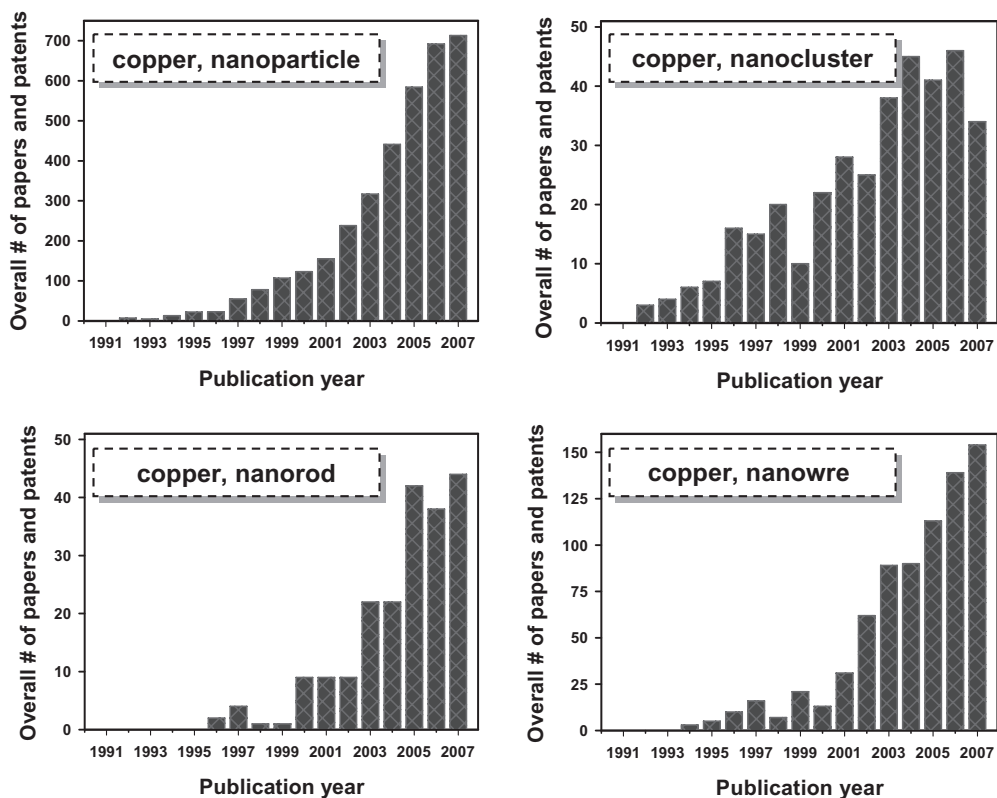 copper, nanoparticle
Overall # of papers and patents
700
600
500
400
300
200
100
0
1991 1993 1995 1997 1999 2001 2003 2005 2007
Publication year
copper, nanocluster
Overall # of papers and patents
50
40
30
20
10
0
1991 1993 1995 1997 1999 2001 2003 2005 2007
Publication year
copper, nanorod
Overall # of papers and patents
50
40
30
20
10
0
1991 1993 1995 1997 1999 2001 2003 2005 2007
Publication year
copper, nanowre
Overall # of papers and patents
150
125
100
75
50
25
0
1991 1993 1995 1997 1999 2001 2003 2005 2007
Publication year